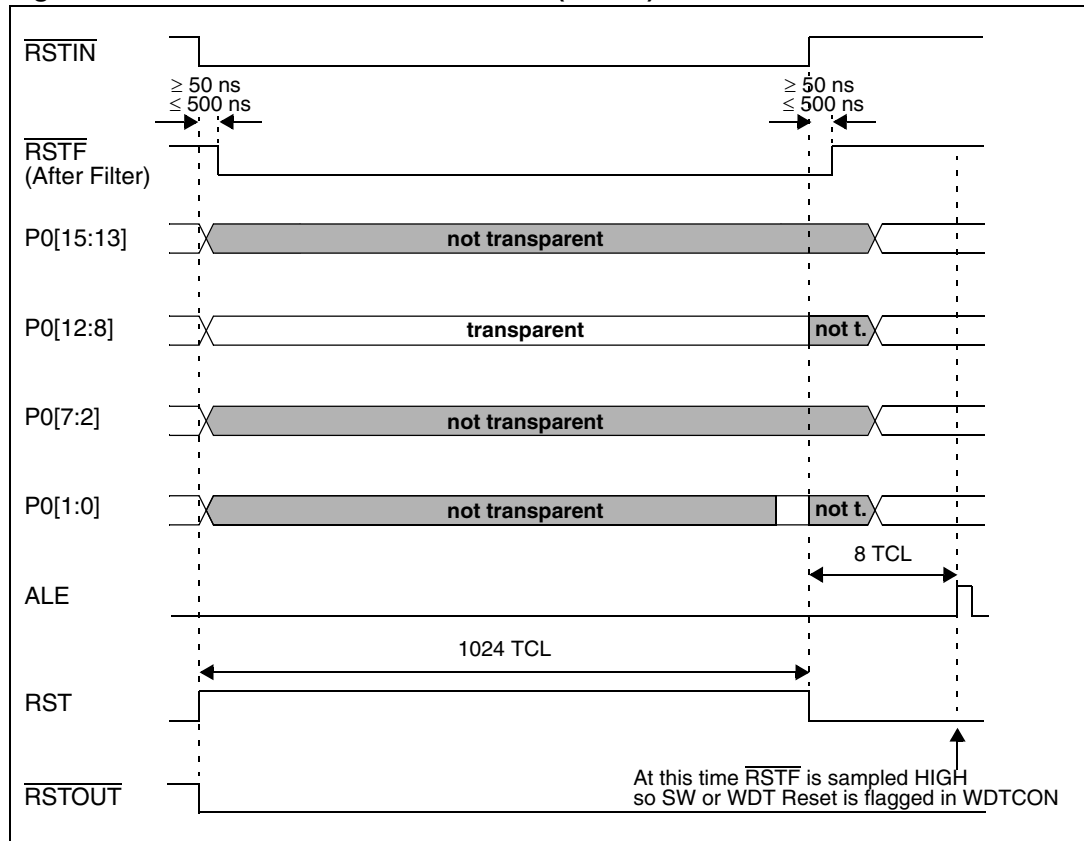 RSTIN
≥ 50 ns
≤ 500 ns
≥ 50 ns
≤ 500 ns
RSTF
(After Filter)
P0[15:13]
not transparent
P0[12:8]
transparent
not t.
P0[7:2]
not transparent
P0[1:0]
not transparent
not t.
8 TCL
ALE
1024 TCL
RST
At this time RSTF is sampled HIGH
so SW or WDT Reset is flagged in WDTCON
RSTOUT